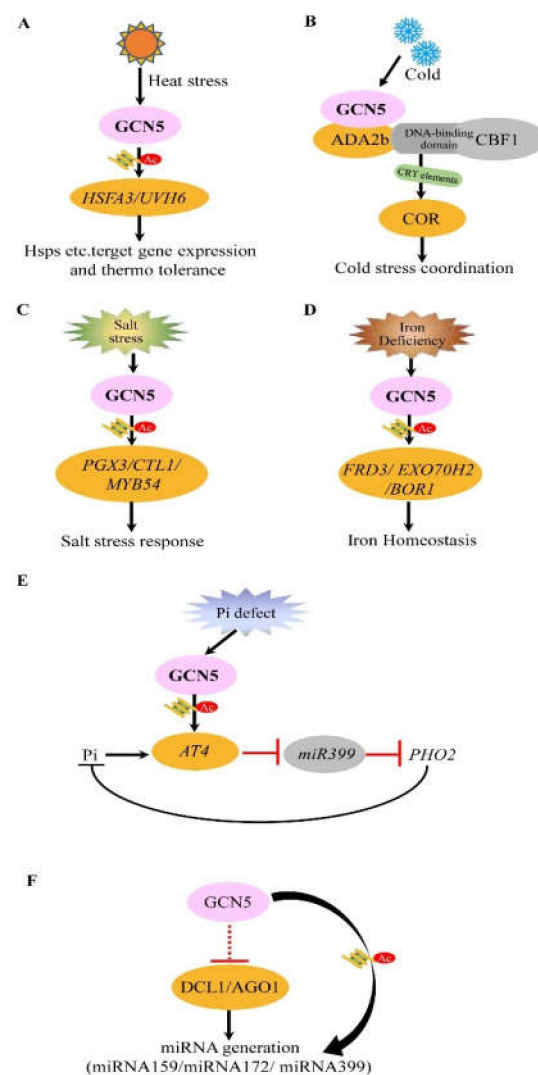 A
Heat stress
GCN5
Ac
HSFA3/UVH6
Hsps etc.terget gene expression
and thermo tolerance
B
Cold
GCN5
ADA2b
DNA-binding
domain
CBF1
CRT elements
COR
Cold stress coordination
C
Salt
stress
GCN5
Ac
PGX3/CTL1/
MYB54
Salt stress response
D
Iron
Deficiency
GCN5
Ac
FRD3/ EXO70H2
/BOR1
Iron Homeostasis
E
Pi defect
GCN5
Ac
Pi
AT4
miR399
PHO2
F
GCN5
Ac
DCL1/AGO1
miRNA generation
(miRNA159/miRNA172/ miRNA399)